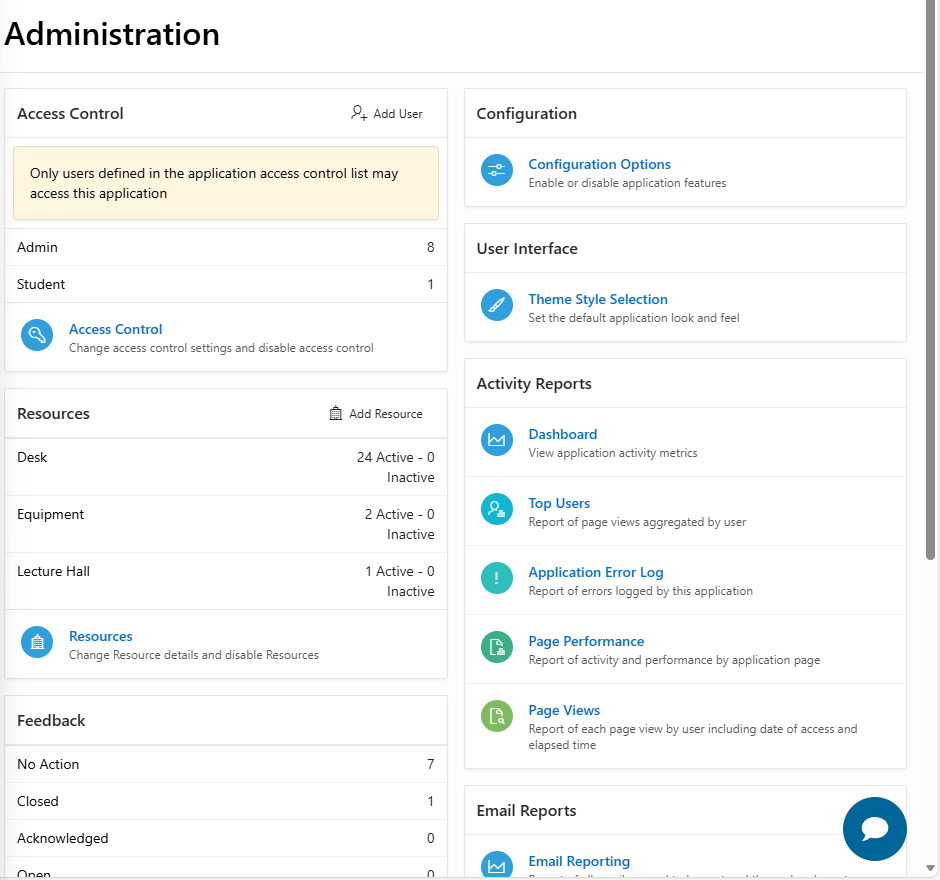 Administration
Access Control
Add User
Only users defined in the application access control list may
access this application
Admin 8
Student 1
Access Control
Change access control settings and disable access control
Resources
Add Resource
Desk 24 Active - 0
Inactive
Equipment 2 Active - 0
Inactive
Lecture Hall 1 Active - 0
Inactive
Resources
Change Resource details and disable Resources
Feedback
No Action 7
Closed 1
Acknowledged 0
Open 0
Configuration
Configuration Options
Enable or disable application features
User Interface
Theme Style Selection
Set the default application look and feel
Activity Reports
Dashboard
View application activity metrics
Top Users
Report of page views aggregated by user
Application Error Log
Report of errors logged by this application
Page Performance
Report of activity and performance by application page
Page Views
Report of each page view by user including date of access and
elapsed time
Email Reports
Email Reporting